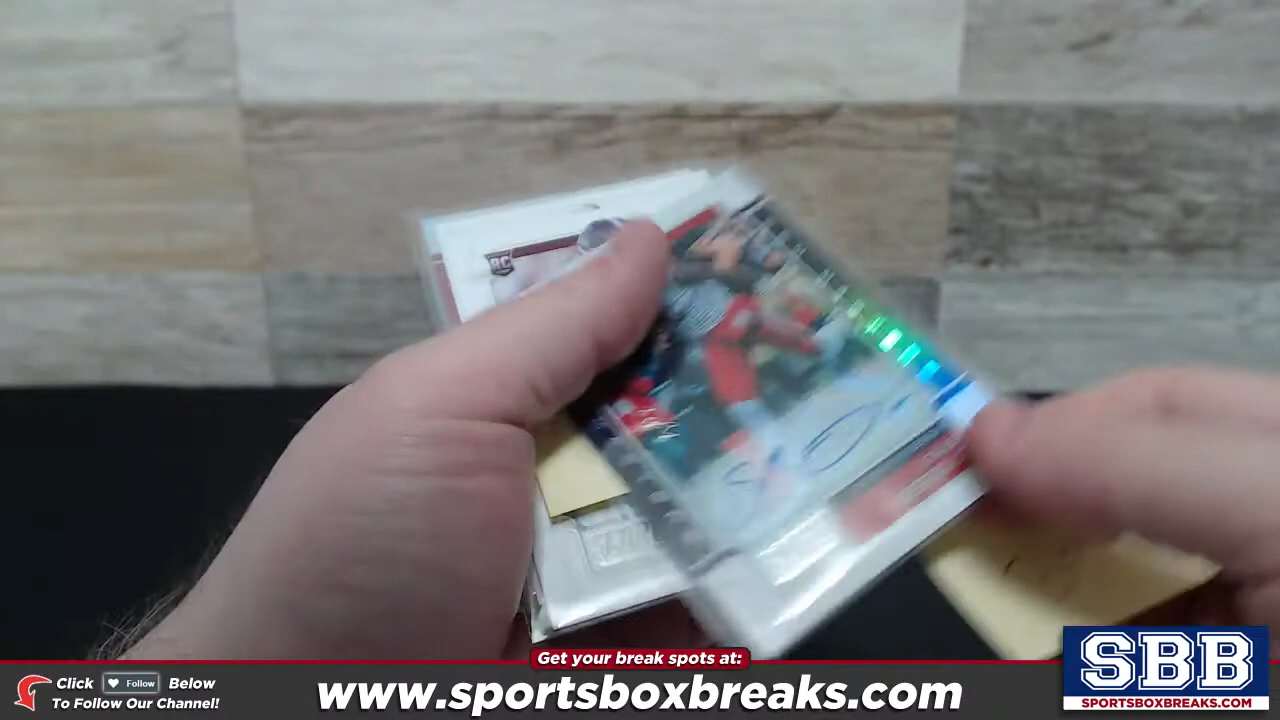 RC
Get your break spots at:
Click Follow Below
To Follow Our Channel!
www.sportsboxbreaks.com
SBB
SPORTSBOXBREAKS.COM